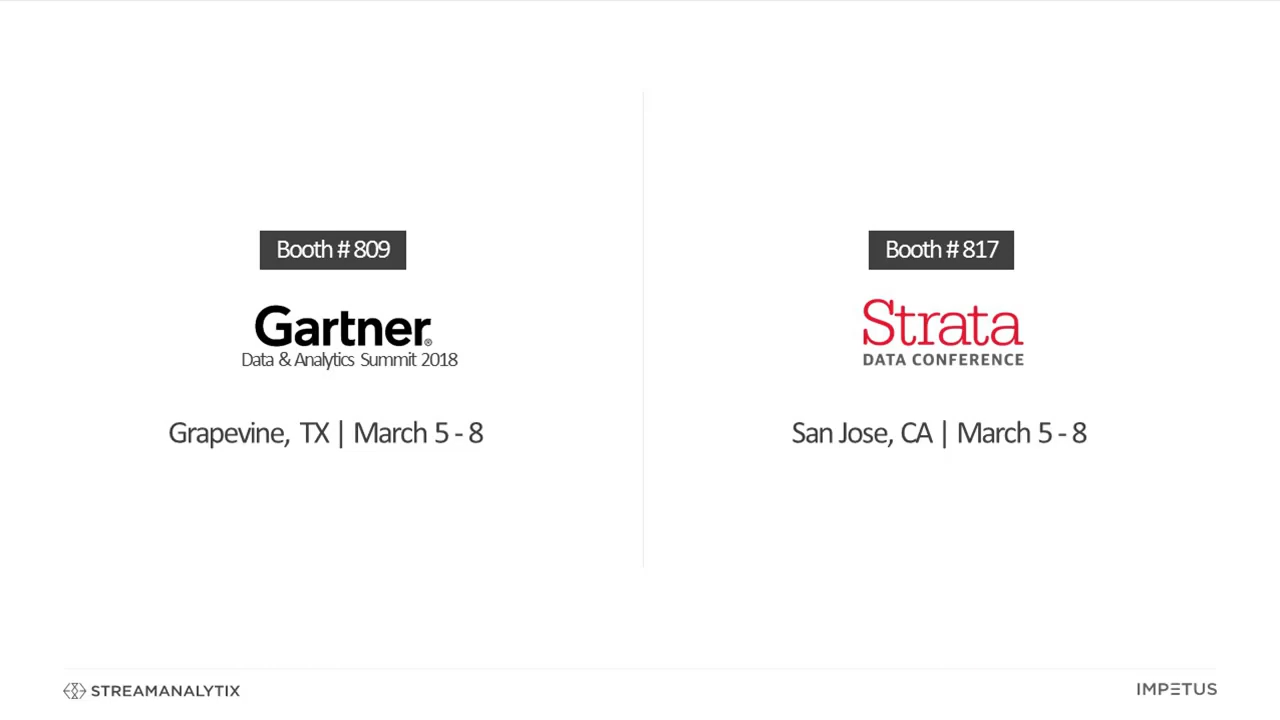 Booth # 809
Gartner®
Data & Analytics Summit 2018
Grapevine, TX | March 5 - 8
Booth # 817
Strata
DATA CONFERENCE
San Jose, CA | March 5 - 8
STREAMANALYTIX
IMPETUS